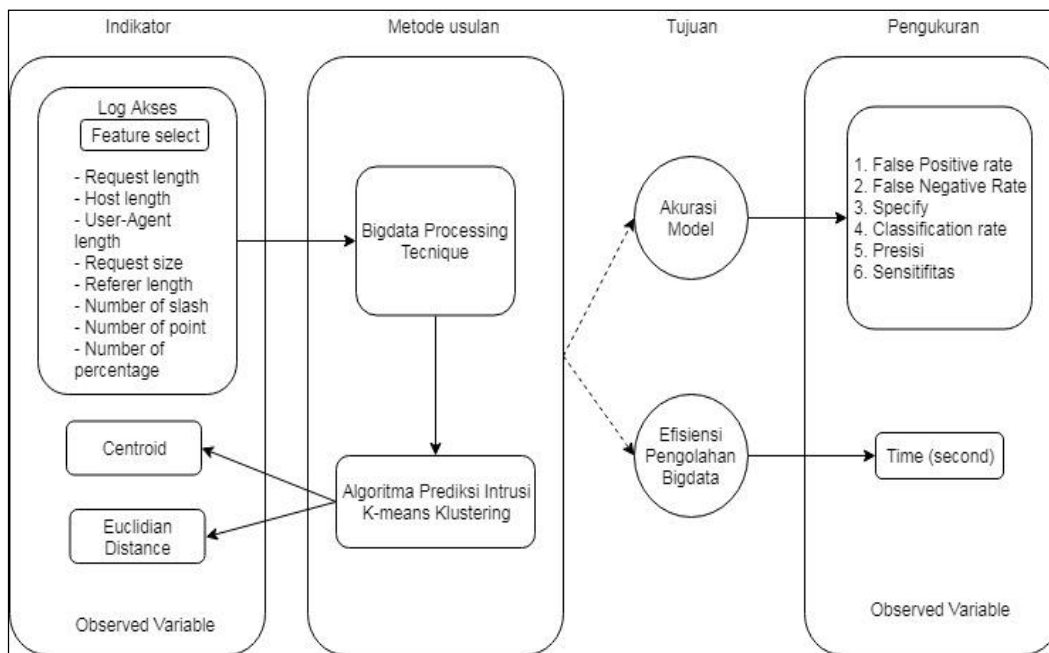 Indikator
Metode usulan
Tujuan
Pengukuran
Log Akses
Feature select
- Request length
- Host length
- User-Agent
length
- Request size
- Referer length
- Number of slash
- Number of point
- Number of
percentage
Centroid
Euclidian
Distance
Observed Variable
Bigdata Processing
Tecnique
Algoritma Prediksi Intrusi
K-means Klustering
Akurasi
Model
Efisiensi
Pengolahan
Bigdata
1. False Positive rate
2. False Negative Rate
3. Specify
4. Classification rate
5. Presisi
6. Sensitifitas
Time (second)
Observed Variable